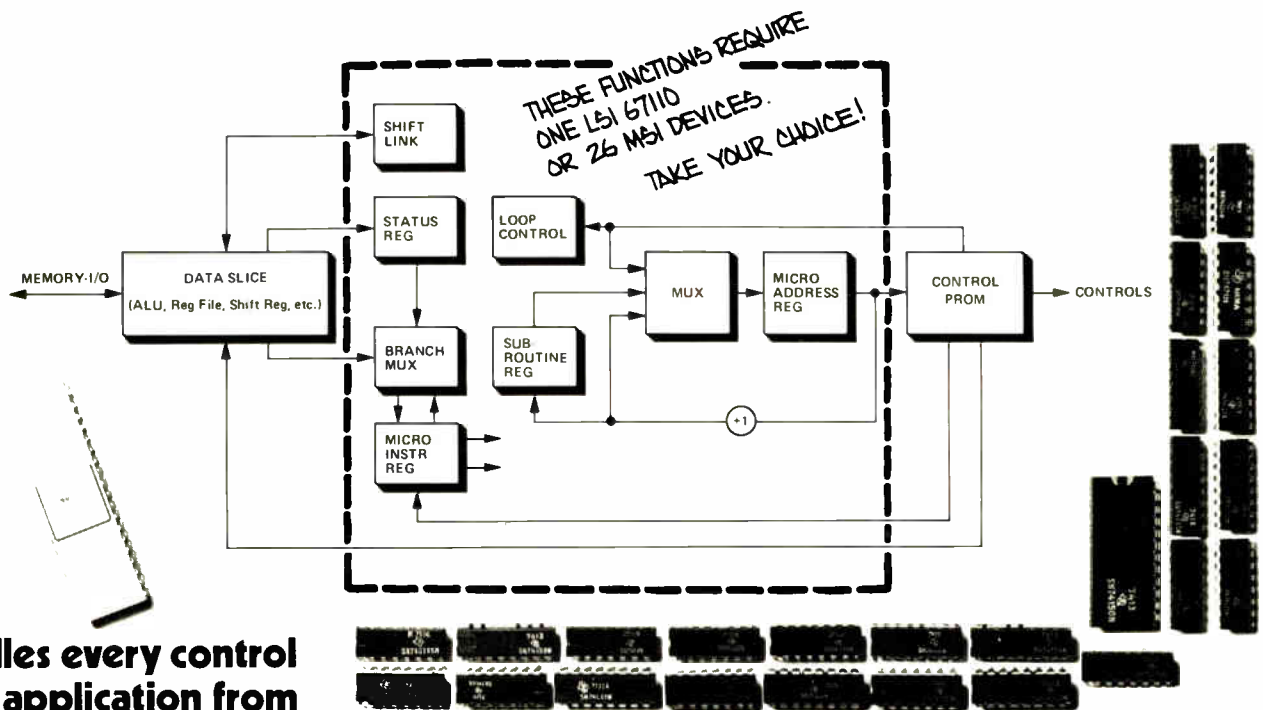 THESE FUNCTIONS REQUIRE
ONE LSI 67110
OR 26 MSI DEVICES.
TAKE YOUR CHOICE!
SHIFT
LINK
STATUS
REG
LOOP
CONTROL
MEMORY-I/O
DATA SLICE
(ALU, Reg File, Shift Reg, etc.)
MUX
MICRO
ADDRESS
REG
CONTROL
PROM
CONTROLS
BRANCH
MUX
SUB-
ROUTINE
REG
+1
MICRO
INSTR
REG
lles every control
application from